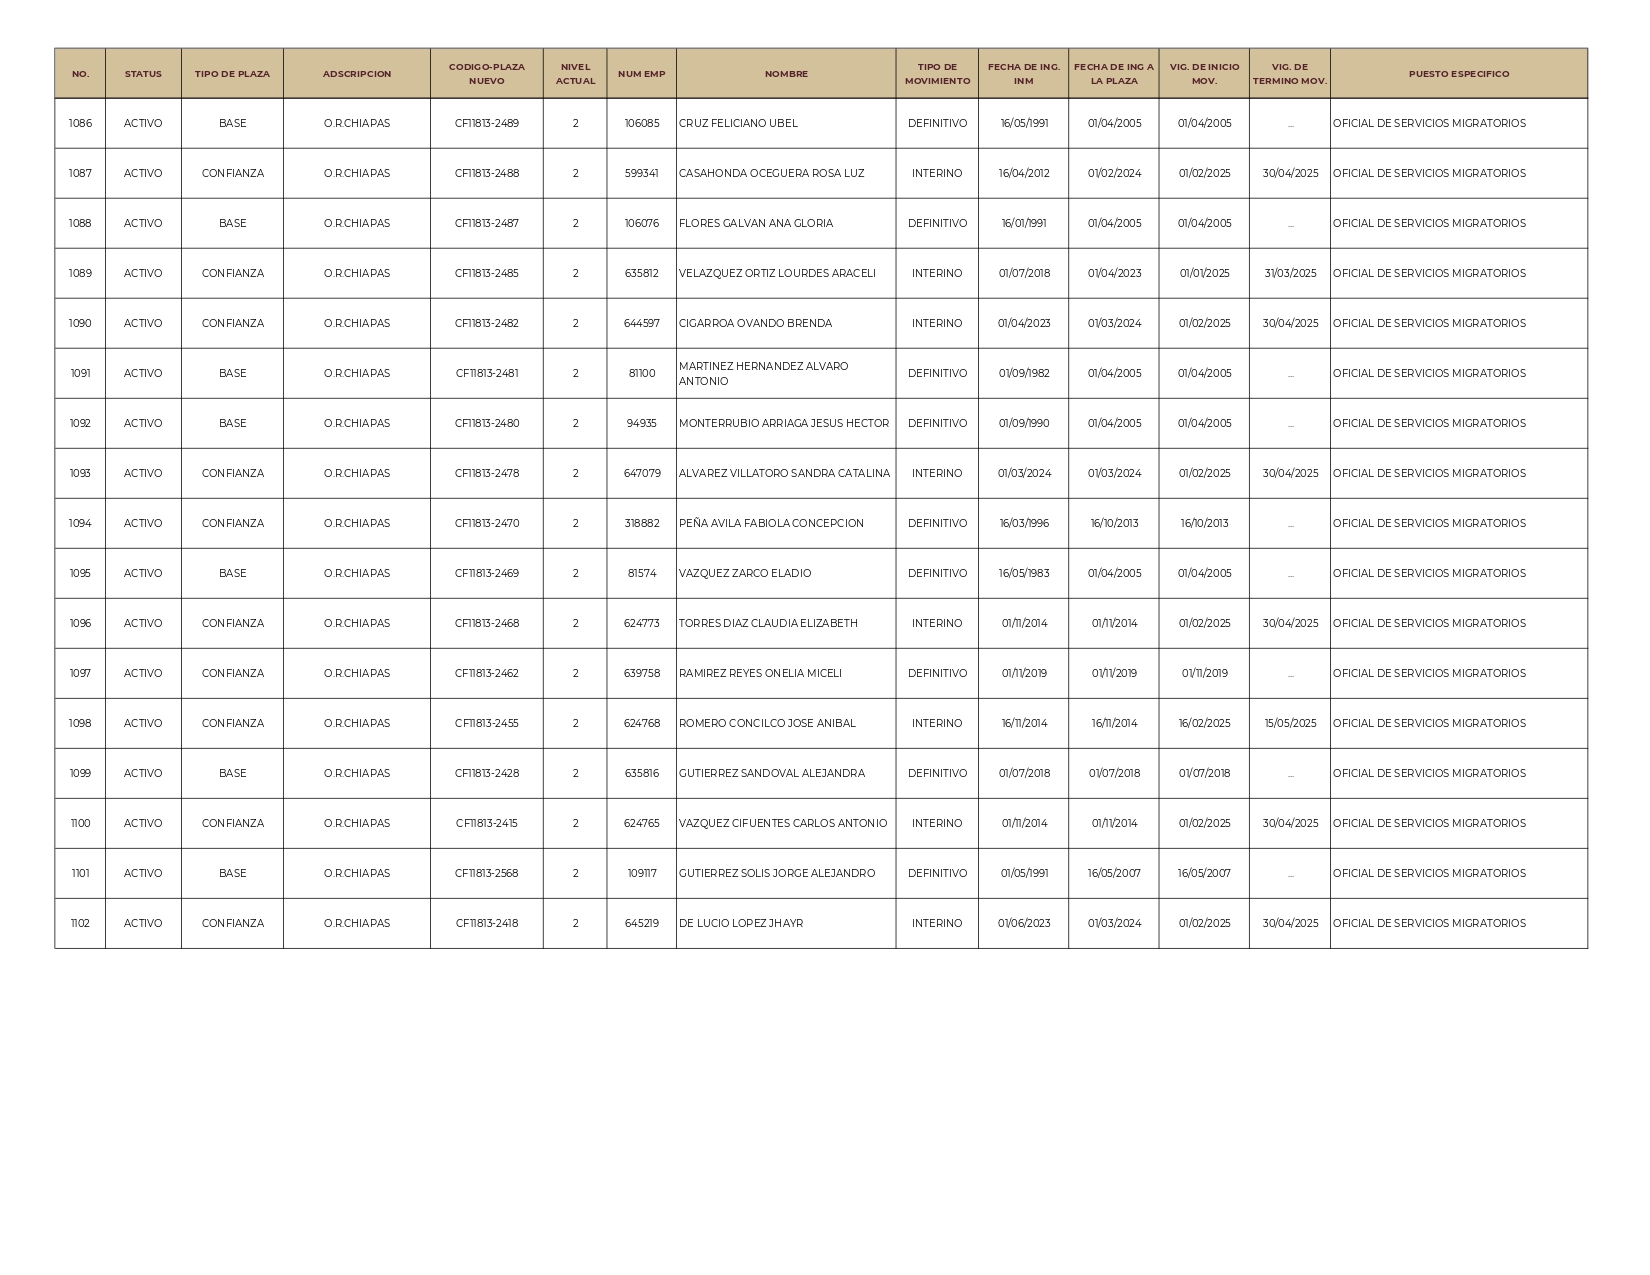 NO. STATUS TIPO DE PLAZA ADSCRIPCION CODIGO-PLAZA NUEVO NIVEL ACTUAL NUM EMP NOMBRE TIPO DE MOVIMIENTO FECHA DE ING. INM FECHA DE ING A LA PLAZA VIG. DE INICIO MOV. VIG. DE TERMINO MOV. PUESTO ESPECIFICO
1086 ACTIVO BASE O.R.CHIAPAS CF11813-2489 2 106085 CRUZ FELICIANO UBEL DEFINITIVO 16/05/1991 01/04/2005 01/04/2005 ... OFICIAL DE SERVICIOS MIGRATORIOS
1087 ACTIVO CONFIANZA O.R.CHIAPAS CF11813-2488 2 599341 CASAHONDA OCEGUERA ROSA LUZ INTERINO 16/04/2012 01/02/2024 01/02/2025 30/04/2025 OFICIAL DE SERVICIOS MIGRATORIOS
1088 ACTIVO BASE O.R.CHIAPAS CF11813-2487 2 106076 FLORES GALVAN ANA GLORIA DEFINITIVO 16/01/1991 01/04/2005 01/04/2005 ... OFICIAL DE SERVICIOS MIGRATORIOS
1089 ACTIVO CONFIANZA O.R.CHIAPAS CF11813-2485 2 635812 VELAZQUEZ ORTIZ LOURDES ARACELI INTERINO 01/07/2018 01/04/2023 01/01/2025 31/03/2025 OFICIAL DE SERVICIOS MIGRATORIOS
1090 ACTIVO CONFIANZA O.R.CHIAPAS CF11813-2482 2 644597 CIGARROA OVANDO BRENDA INTERINO 01/04/2023 01/03/2024 01/02/2025 30/04/2025 OFICIAL DE SERVICIOS MIGRATORIOS
1091 ACTIVO BASE O.R.CHIAPAS CF11813-2481 2 81100 MARTINEZ HERNANDEZ ALVARO ANTONIO DEFINITIVO 01/09/1982 01/04/2005 01/04/2005 ... OFICIAL DE SERVICIOS MIGRATORIOS
1092 ACTIVO BASE O.R.CHIAPAS CF11813-2480 2 94935 MONTERRUBIO ARRIAGA JESUS HECTOR DEFINITIVO 01/09/1990 01/04/2005 01/04/2005 ... OFICIAL DE SERVICIOS MIGRATORIOS
1093 ACTIVO CONFIANZA O.R.CHIAPAS CF11813-2478 2 647079 ALVAREZ VILLATORO SANDRA CATALINA INTERINO 01/03/2024 01/03/2024 01/02/2025 30/04/2025 OFICIAL DE SERVICIOS MIGRATORIOS
1094 ACTIVO CONFIANZA O.R.CHIAPAS CF11813-2470 2 318882 PEÑA AVILA FABIOLA CONCEPCION DEFINITIVO 16/03/1996 16/10/2013 16/10/2013 ... OFICIAL DE SERVICIOS MIGRATORIOS
1095 ACTIVO BASE O.R.CHIAPAS CF11813-2469 2 81574 VAZQUEZ ZARCO ELADIO DEFINITIVO 16/05/1983 01/04/2005 01/04/2005 ... OFICIAL DE SERVICIOS MIGRATORIOS
1096 ACTIVO CONFIANZA O.R.CHIAPAS CF11813-2468 2 624773 TORRES DIAZ CLAUDIA ELIZABETH INTERINO 01/11/2014 01/11/2014 01/02/2025 30/04/2025 OFICIAL DE SERVICIOS MIGRATORIOS
1097 ACTIVO CONFIANZA O.R.CHIAPAS CF11813-2462 2 639758 RAMIREZ REYES ONELIA MICELI DEFINITIVO 01/11/2019 01/11/2019 01/11/2019 ... OFICIAL DE SERVICIOS MIGRATORIOS
1098 ACTIVO CONFIANZA O.R.CHIAPAS CF11813-2455 2 624768 ROMERO CONCILCO JOSE ANIBAL INTERINO 16/11/2014 16/11/2014 16/02/2025 15/05/2025 OFICIAL DE SERVICIOS MIGRATORIOS
1099 ACTIVO BASE O.R.CHIAPAS CF11813-2428 2 635816 GUTIERREZ SANDOVAL ALEJANDRA DEFINITIVO 01/07/2018 01/07/2018 01/07/2018 ... OFICIAL DE SERVICIOS MIGRATORIOS
1100 ACTIVO CONFIANZA O.R.CHIAPAS CF11813-2415 2 624765 VAZQUEZ CIFUENTES CARLOS ANTONIO INTERINO 01/11/2014 01/11/2014 01/02/2025 30/04/2025 OFICIAL DE SERVICIOS MIGRATORIOS
1101 ACTIVO BASE O.R.CHIAPAS CF11813-2568 2 109117 GUTIERREZ SOLIS JORGE ALEJANDRO DEFINITIVO 01/05/1991 16/05/2007 16/05/2007 ... OFICIAL DE SERVICIOS MIGRATORIOS
1102 ACTIVO CONFIANZA O.R.CHIAPAS CF11813-2418 2 645219 DE LUCIO LOPEZ JHAYR INTERINO 01/06/2023 01/03/2024 01/02/2025 30/04/2025 OFICIAL DE SERVICIOS MIGRATORIOS